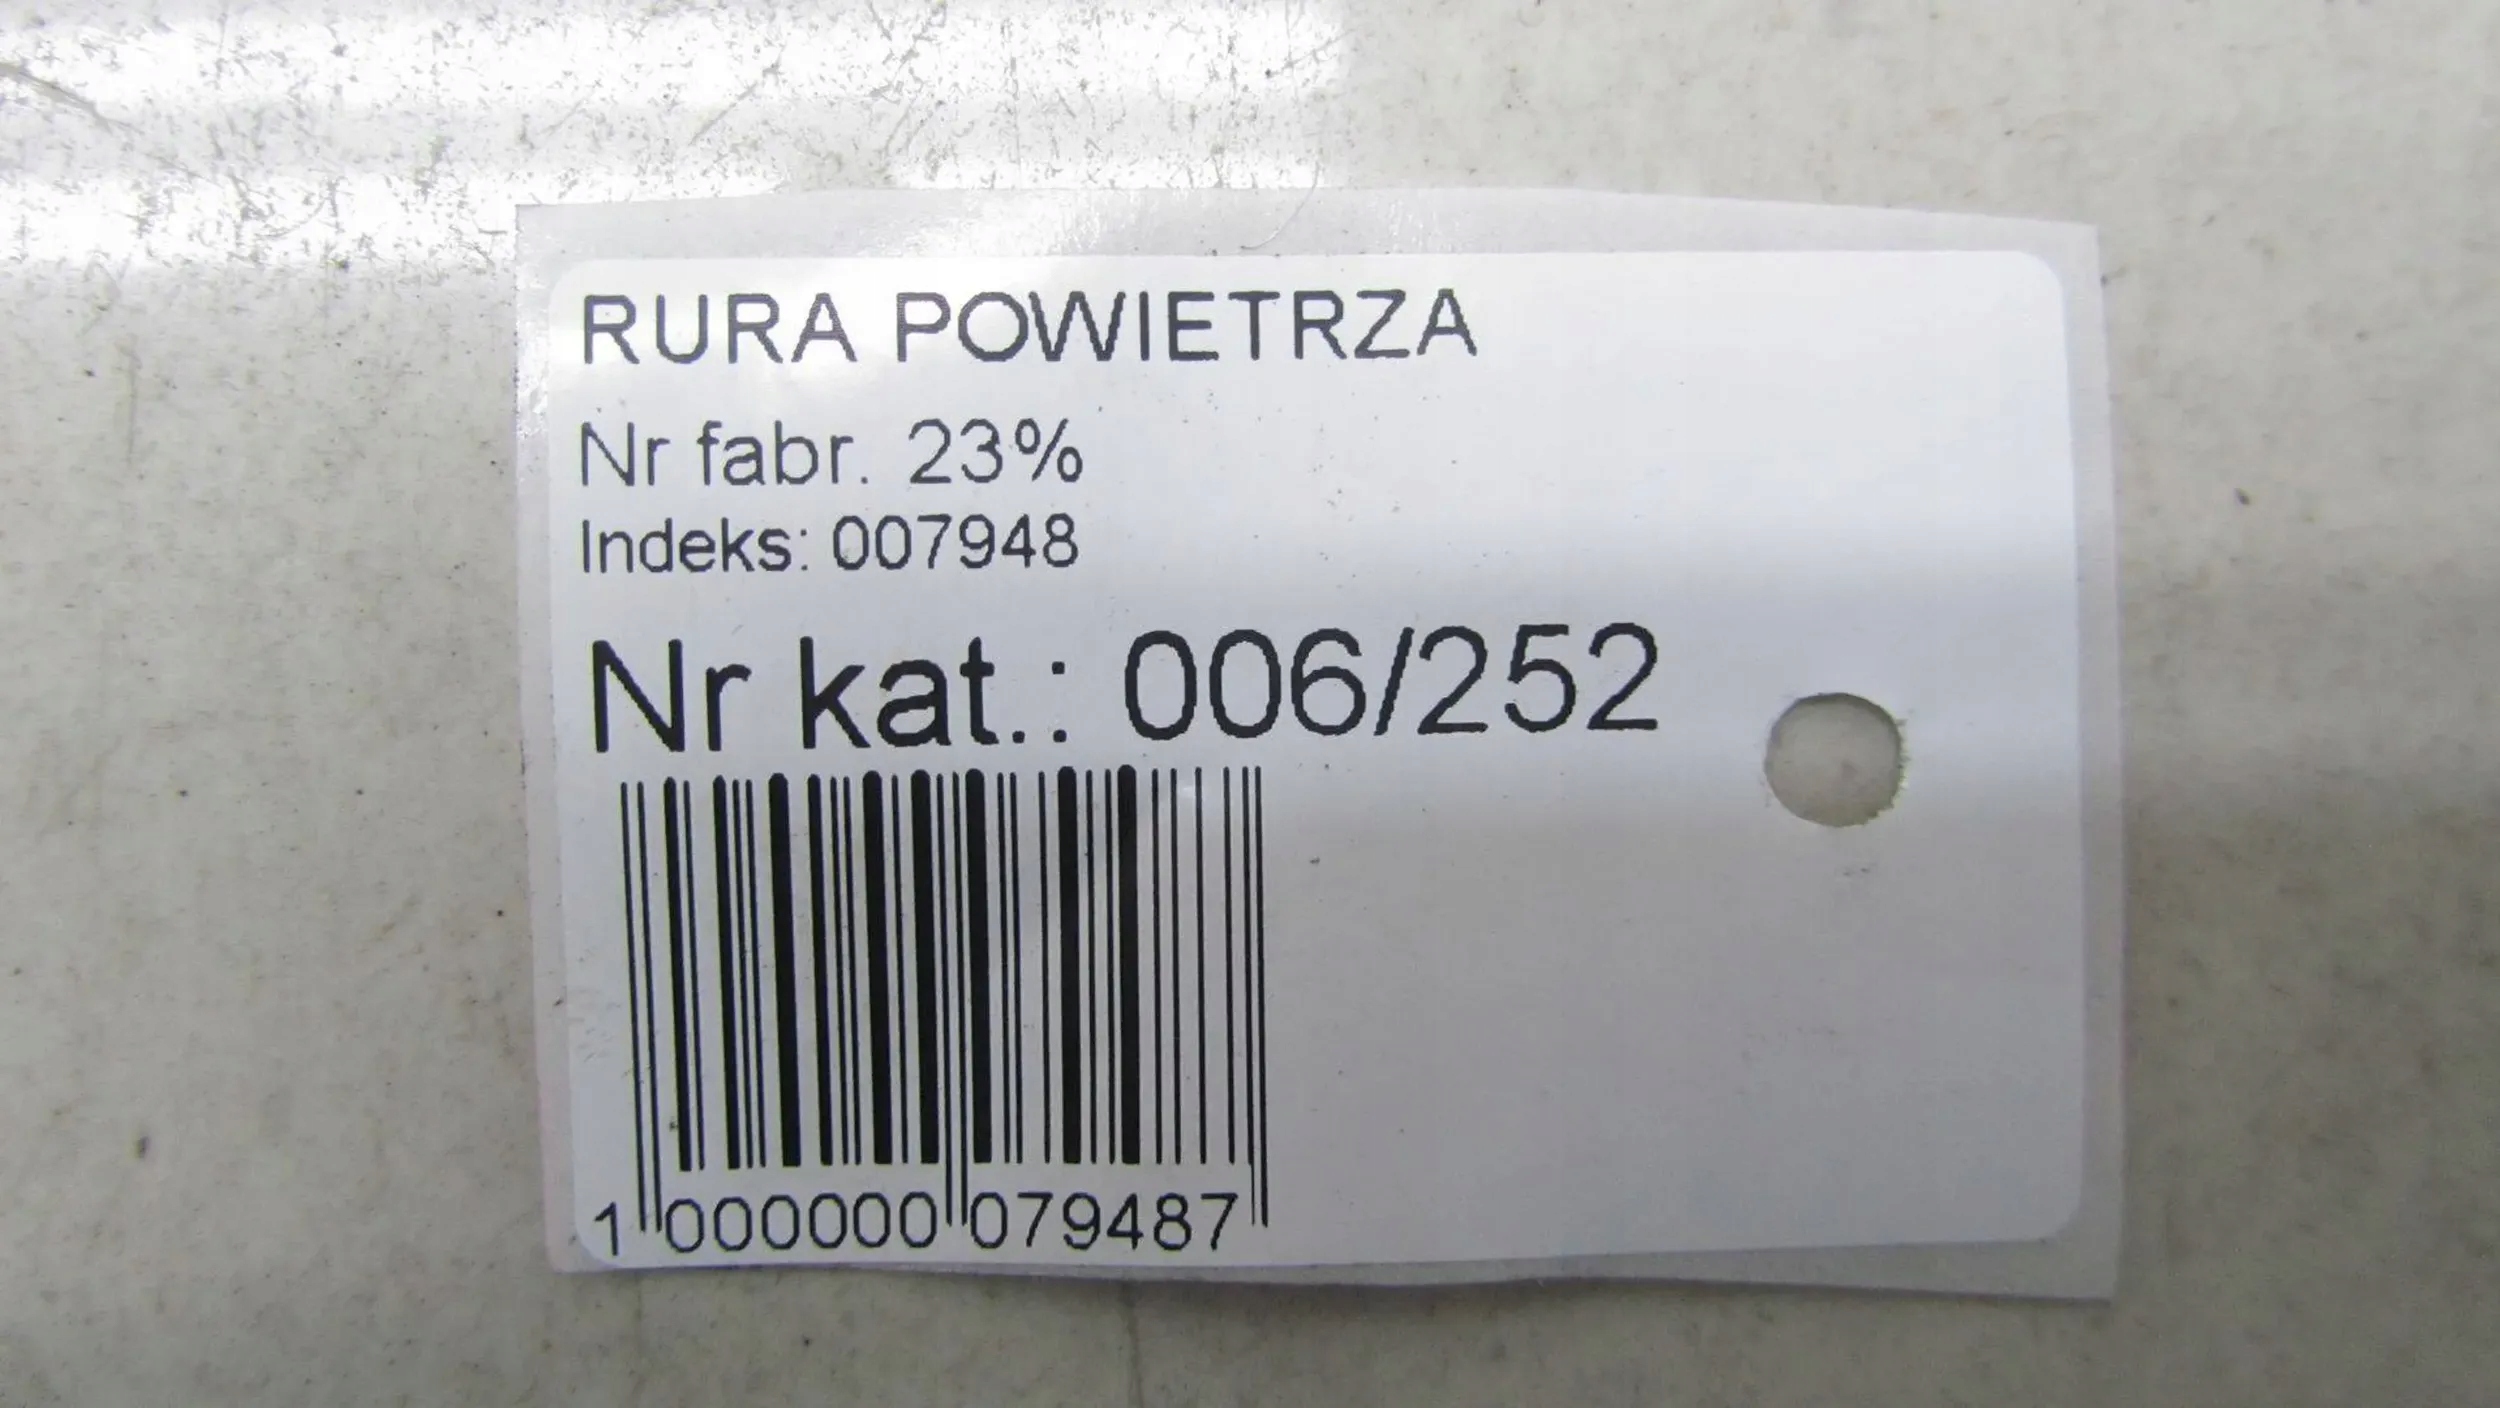 RURA POWIETRZA
Nr fabr. 23%
Indeks: 007948
Nr kat.: 006/252
1 000000 079487